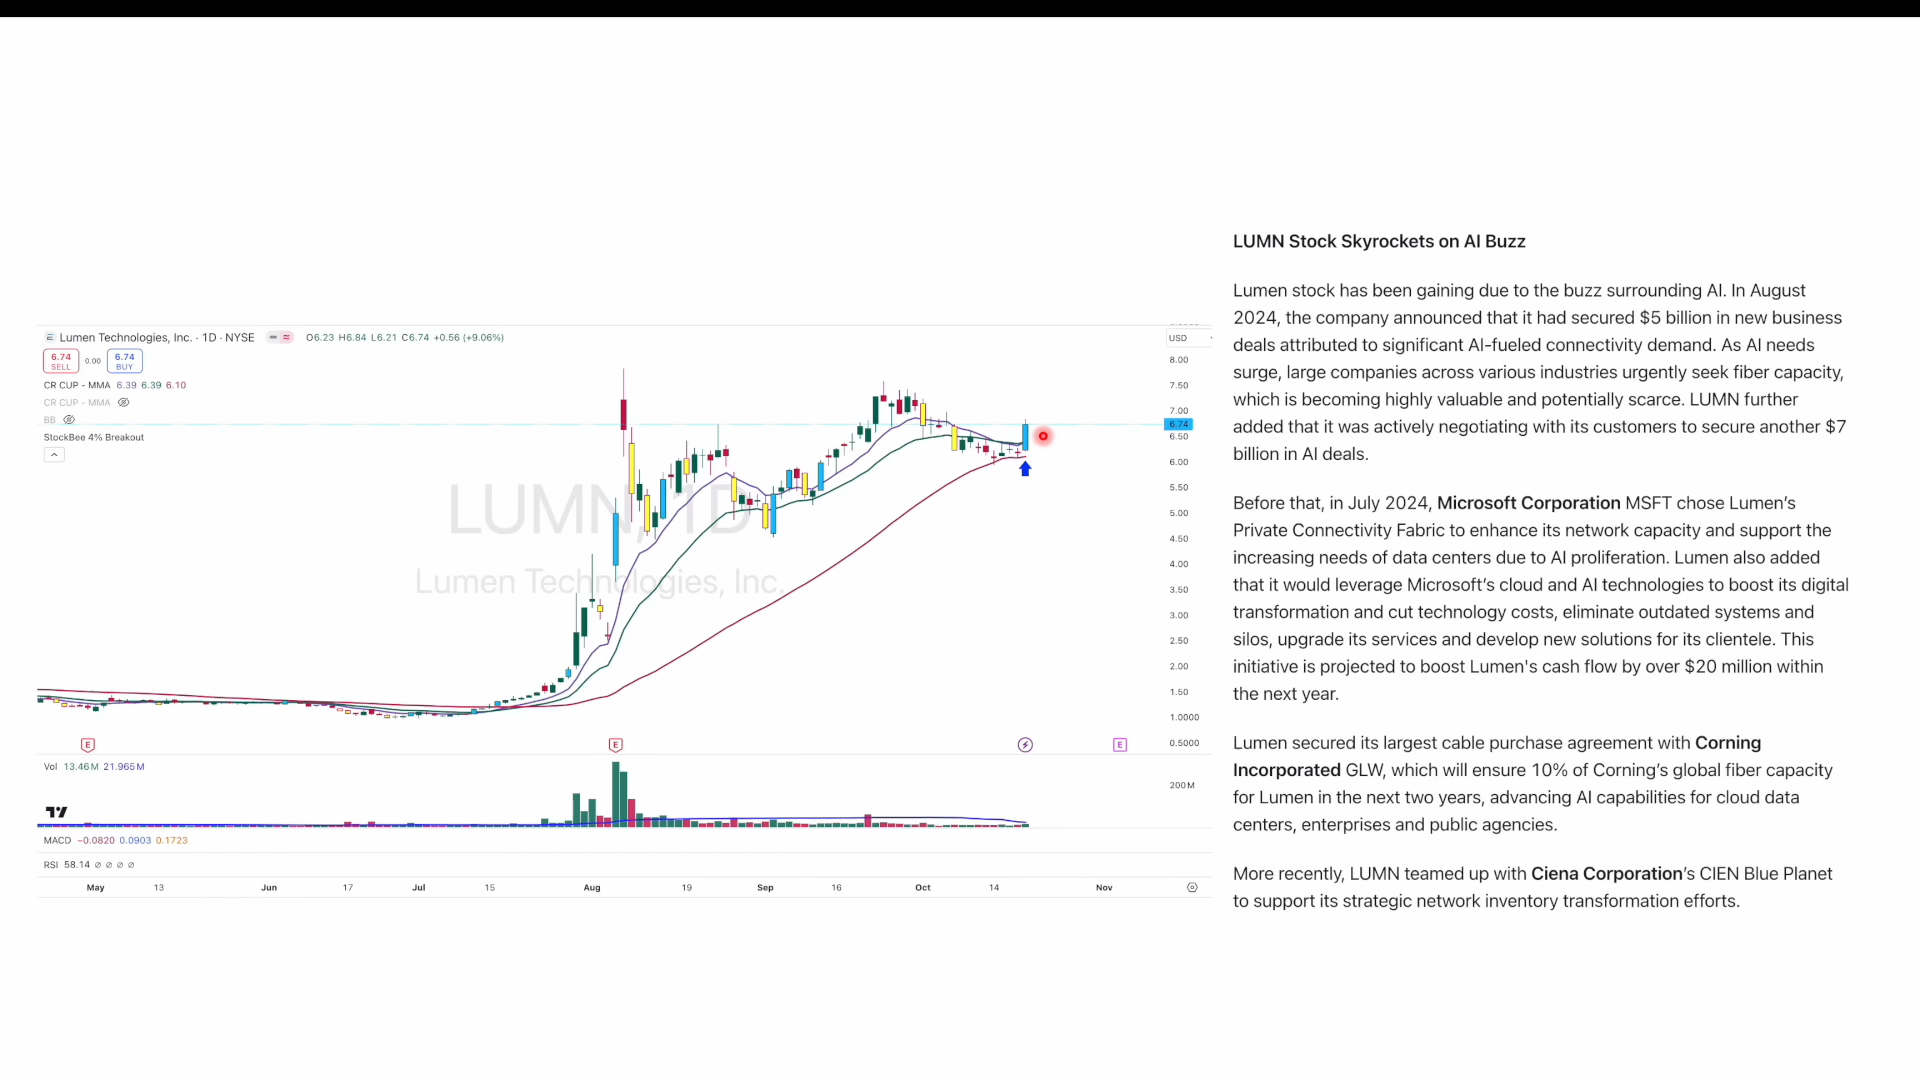 Lumen Technologies, Inc. · 1D · NYSE
O6.23 H6.84 L6.21 C6.74 +0.56 (+9.06%)
USD
6.74
SELL
0.00
6.74
BUY
CR CUP - MMA 6.39 6.39 6.10
CR CUP - MMA
BB
StockBee 4% Breakout
LUMN, 1D
Lumen Technologies, Inc.
8.00
7.50
7.00
6.74
6.50
6.00
5.50
5.00
4.50
4.00
3.50
3.00
2.50
2.00
1.50
1.0000
0.5000
E
E
E
Vol 13.46M 21.965M
200M
MACD −0.0820 0.0903 0.1723
RSI 58.14 ∅ ∅ ∅ ∅
May 13 Jun 17 Jul 15 Aug 19 Sep 16 Oct 14 Nov
LUMN Stock Skyrockets on AI Buzz
Lumen stock has been gaining due to the buzz surrounding AI. In August
2024, the company announced that it had secured $5 billion in new business
deals attributed to significant AI-fueled connectivity demand. As AI needs
surge, large companies across various industries urgently seek fiber capacity,
which is becoming highly valuable and potentially scarce. LUMN further
added that it was actively negotiating with its customers to secure another $7
billion in AI deals.
Before that, in July 2024, Microsoft Corporation MSFT chose Lumen’s
Private Connectivity Fabric to enhance its network capacity and support the
increasing needs of data centers due to AI proliferation. Lumen also added
that it would leverage Microsoft’s cloud and AI technologies to boost its digital
transformation and cut technology costs, eliminate outdated systems and
silos, upgrade its services and develop new solutions for its clientele. This
initiative is projected to boost Lumen's cash flow by over $20 million within
the next year.
Lumen secured its largest cable purchase agreement with Corning
Incorporated GLW, which will ensure 10% of Corning’s global fiber capacity
for Lumen in the next two years, advancing AI capabilities for cloud data
centers, enterprises and public agencies.
More recently, LUMN teamed up with Ciena Corporation’s CIEN Blue Planet
to support its strategic network inventory transformation efforts.